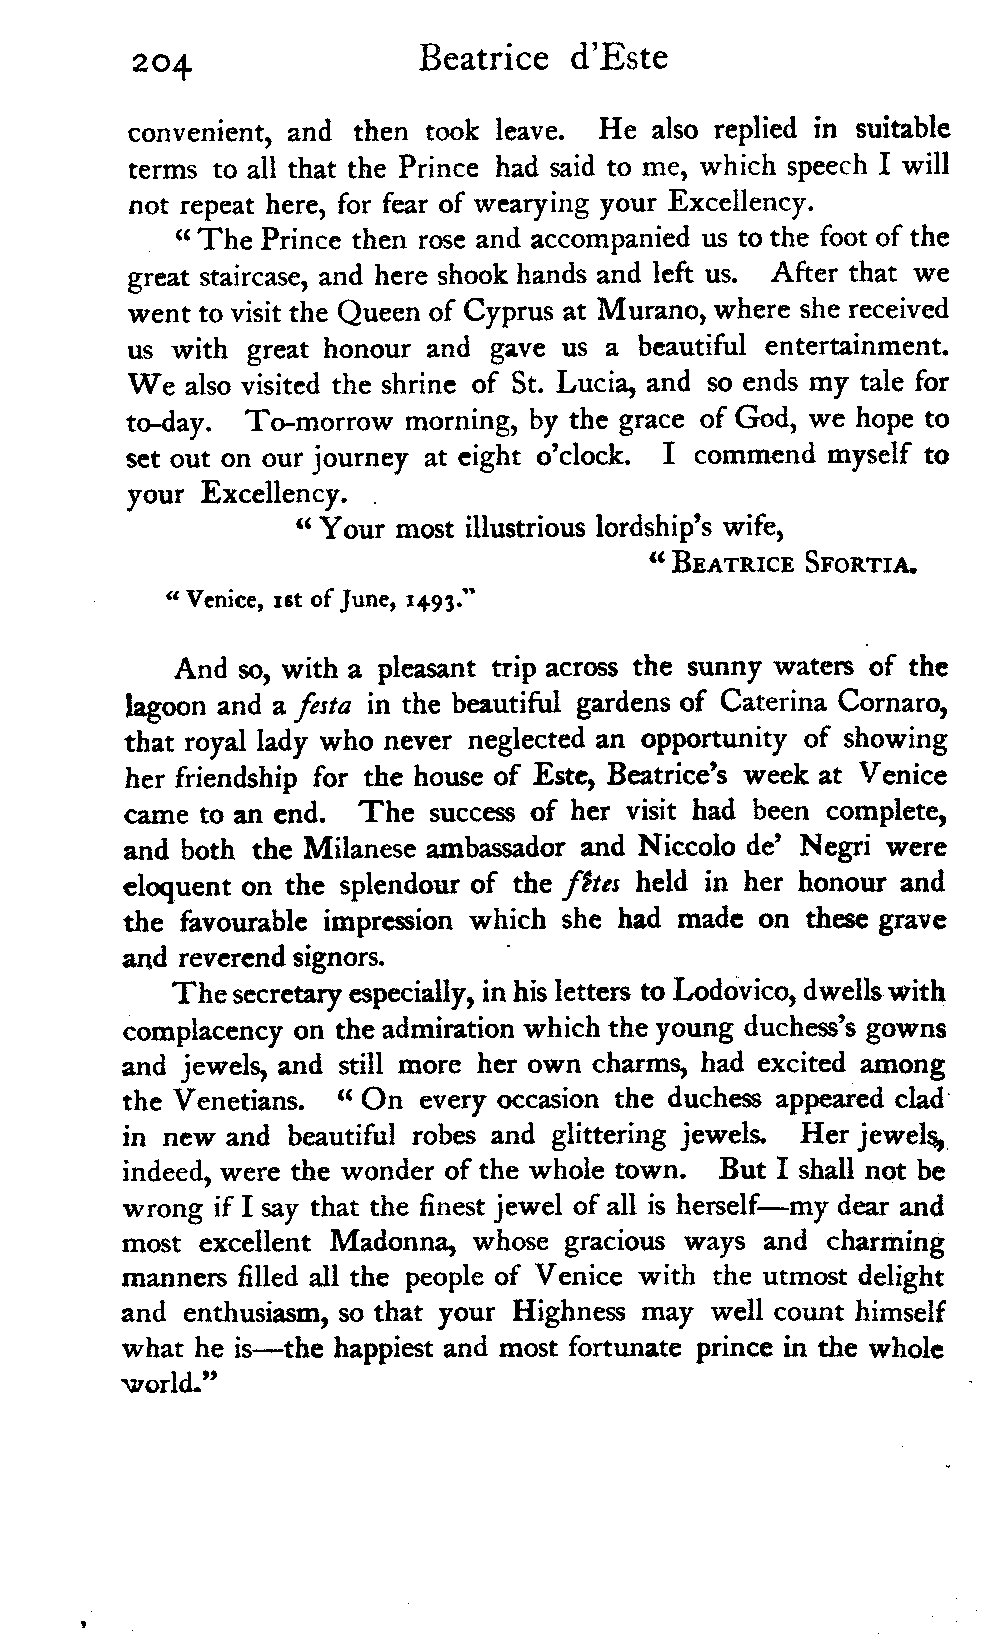 204 Beatrice d'Este
convenient, and then took leave. He also replied in suitable
terms to all that the Prince had said to me, which speech I will
not repeat here, for fear of wearying your Excellency.
“The Prince then rose and accompanied us to the foot of the
great staircase, and here shook hands and left us. After that we
went to visit the Queen of Cyprus at Murano, where she received
us with great honour and gave us a beautiful entertainment.
We also visited the shrine of St. Lucia, and so ends my tale for
to-day. To-morrow morning, by the grace of God, we hope to
set out on our journey at eight o'clock. I commend myself to
your Excellency.
“Your most illustrious lordship's wife,
“BEATRICE SFORTIA.
“Venice, 1st of June, 1493.”
And so, with a pleasant trip across the sunny waters of the
lagoon and a festa in the beautiful gardens of Caterina Cornaro,
that royal lady who never neglected an opportunity of showing
her friendship for the house of Este, Beatrice's week at Venice
came to an end. The success of her visit had been complete,
and both the Milanese ambassador and Niccolo de' Negri were
eloquent on the splendour of the fêtes held in her honour and
the favourable impression which she had made on these grave
and reverend signors.
The secretary especially, in his letters to Lodovico, dwells with
complacency on the admiration which the young duchess's gowns
and jewels, and still more her own charms, had excited among
the Venetians. “On every occasion the duchess appeared clad
in new and beautiful robes and glittering jewels. Her jewels,
indeed, were the wonder of the whole town. But I shall not be
wrong if I say that the finest jewel of all is herself—my dear and
most excellent Madonna, whose gracious ways and charming
manners filled all the people of Venice with the utmost delight
and enthusiasm, so that your Highness may well count himself
what he is—the happiest and most fortunate prince in the whole
world.”